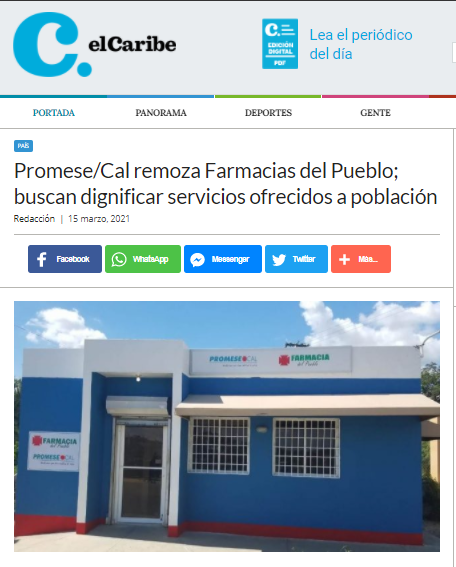 C.
elCaribe
C.
EDICIÓN
DIGITAL
PDF
Lea el periódico
del día
PORTADA
PANORAMA
DEPORTES
GENTE
PAÍS
Promese/Cal remoza Farmacias del Pueblo;
buscan dignificar servicios ofrecidos a población
Redacción | 15 marzo, 2021
Facebook
WhatsApp
Messenger
Twitter
Más...
PROMESE CAL
FARMACIA
del Pueblo
FARMACIA
del Pueblo
PROMESE CAL